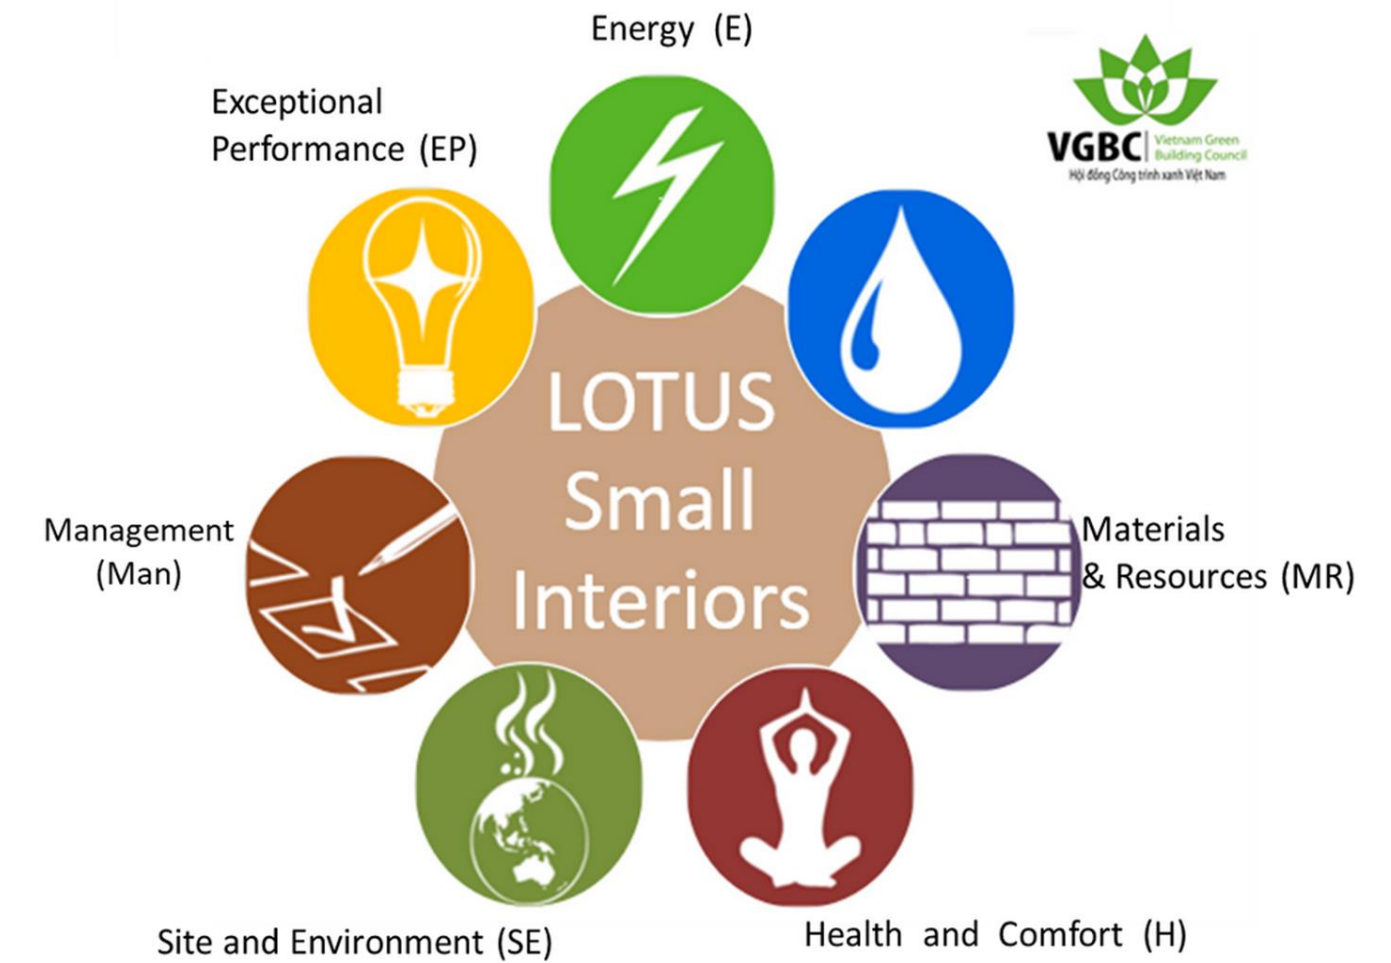 Energy (E)
Exceptional
Performance (EP)
VGBC
Vietnam Green
Building Council
Hội đồng Công trình xanh Việt Nam
LOTUS
Small
Interiors
Management
(Man)
Materials
& Resources (MR)
Site and Environment (SE)
Health and Comfort (H)